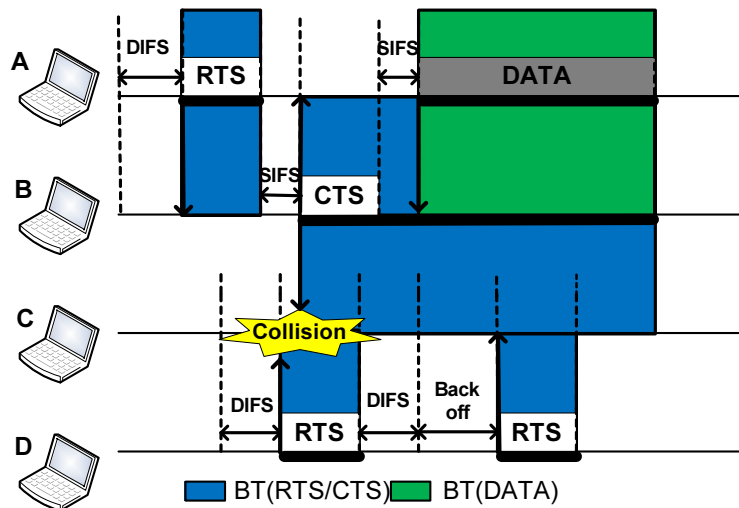 DIFS
SIFS
A
RTS
DATA
SIFS
B
CTS
C
Collision
DIFS
DIFS
Back
off
RTS
RTS
D
BT(RTS/CTS)
BT(DATA)